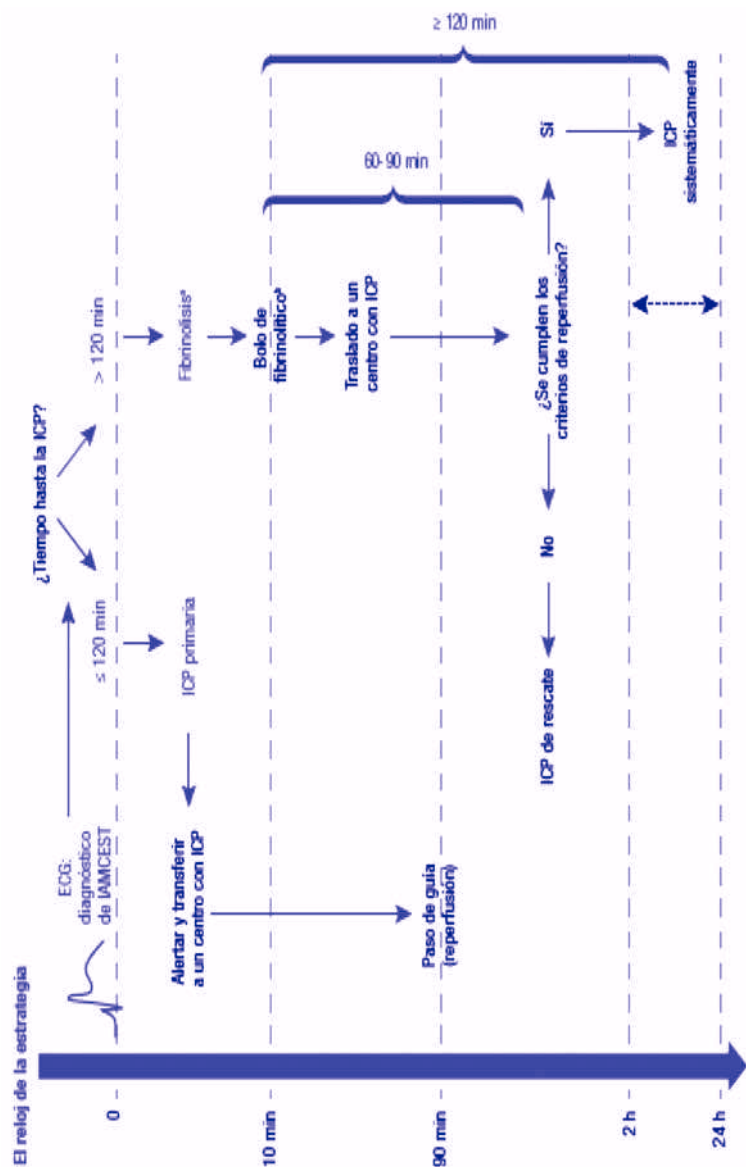 El reloj de la estrategia
ECG:
diagnóstico
de IAMCEST
¿Tiempo hasta la ICP?
0
≤ 120 min
> 120 min
ICP primaria
Fibrinolisisª
Alertar y transferir
a un centro con ICP
10 min
Bolo de
fibrinolíticoᵇ
Traslado a un
centro con ICP
60-90 min
≥ 120 min
90 min
Paso de guía
(reperfusión)
ICP de rescate
No
¿Se cumplen los
criterios de reperfusión?
Sí
2 h
ICP
sistemáticamente
24 h